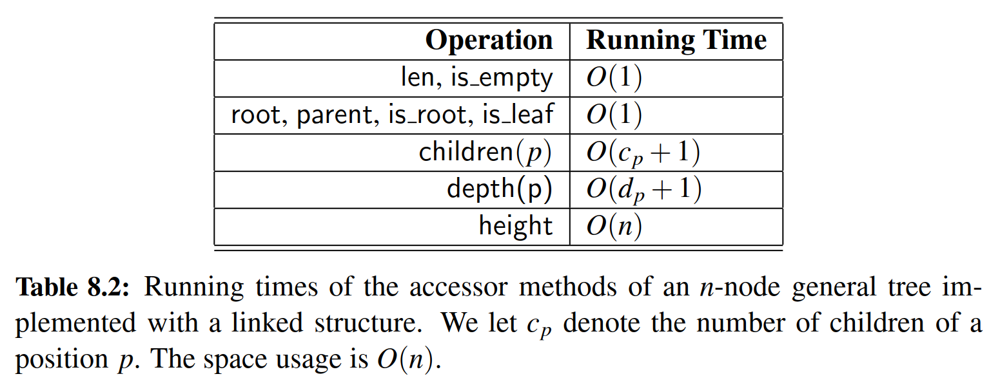 Operation Running Time
len, is_empty O(1)
root, parent, is_root, is_leaf O(1)
children(p) O(c_p + 1)
depth(p) O(d_p + 1)
height O(n)
Table 8.2: Running times of the accessor methods of an n-node general tree im-
plemented with a linked structure. We let c_p denote the number of children of a
position p. The space usage is O(n).